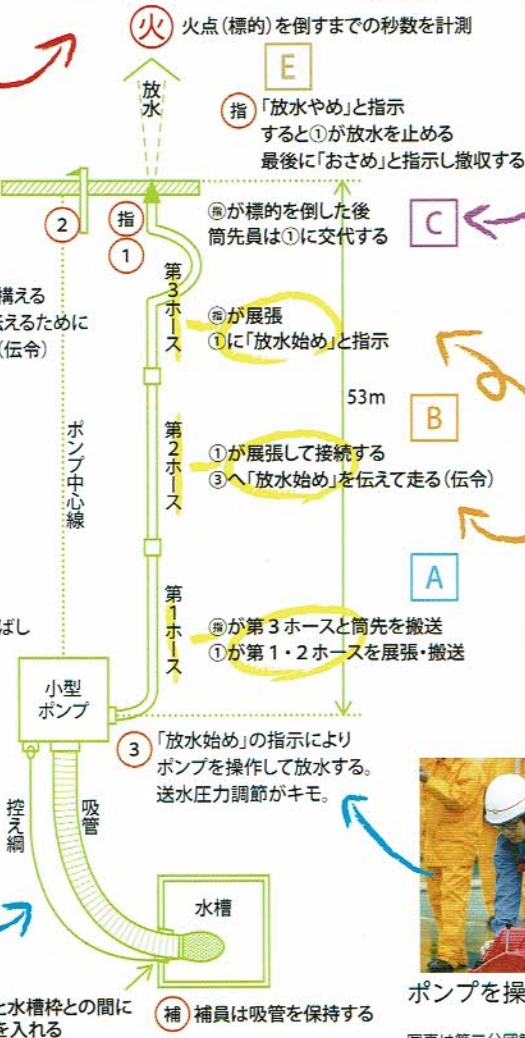 火 火点(標的)を倒すまでの秒数を計測
E
放水
指 「放水やめ」と指示
すると①が放水を止める
最後に「おさめ」と指示し撤収する
2
指
1
㊟が標的を倒した後
筒先員は①に交代する
C
構える
伝えるために
(伝令)
第3ホース
指が展張
①に「放水始め」と指示
53m
B
ポンプ中心線
第2ホース
①が展張して接続する
③へ「放水始め」を伝えて走る(伝令)
A
ばし
第1ホース
指が第3ホースと筒先を搬送
①が第1・2ホースを展張・搬送
小型
ポンプ
3 「放水始め」の指示により
ポンプを操作して放水する。
送水圧力調節がキモ。
控え綱
吸管
水槽
と水槽枠との間に
を入れる
補 補員は吸管を保持する
ポンプを操